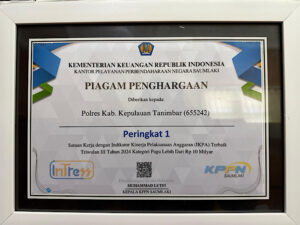 KEMENTERIAN KEUANGAN REPUBLIK INDONESIA
KANTOR PELAYANAN PERBENDAHARAAN NEGARA SAUMLAKI
PIAGAM PENGHARGAAN
Diberikan kepada:
Polres Kab. Kepulauan Tanimbar (655242)
Peringkat 1
Satuan Kerja dengan Indikator Kinerja Pelaksanaan Anggaran (IKPA) Terbaik
Triwulan III Tahun 2024 Kategori Pagu Lebih Dari Rp 10 Milyar
InTress
KPPN
SAUMLAKI
MUHAMMAD LUTFI
KEPALA KPPN SAUMLAKI